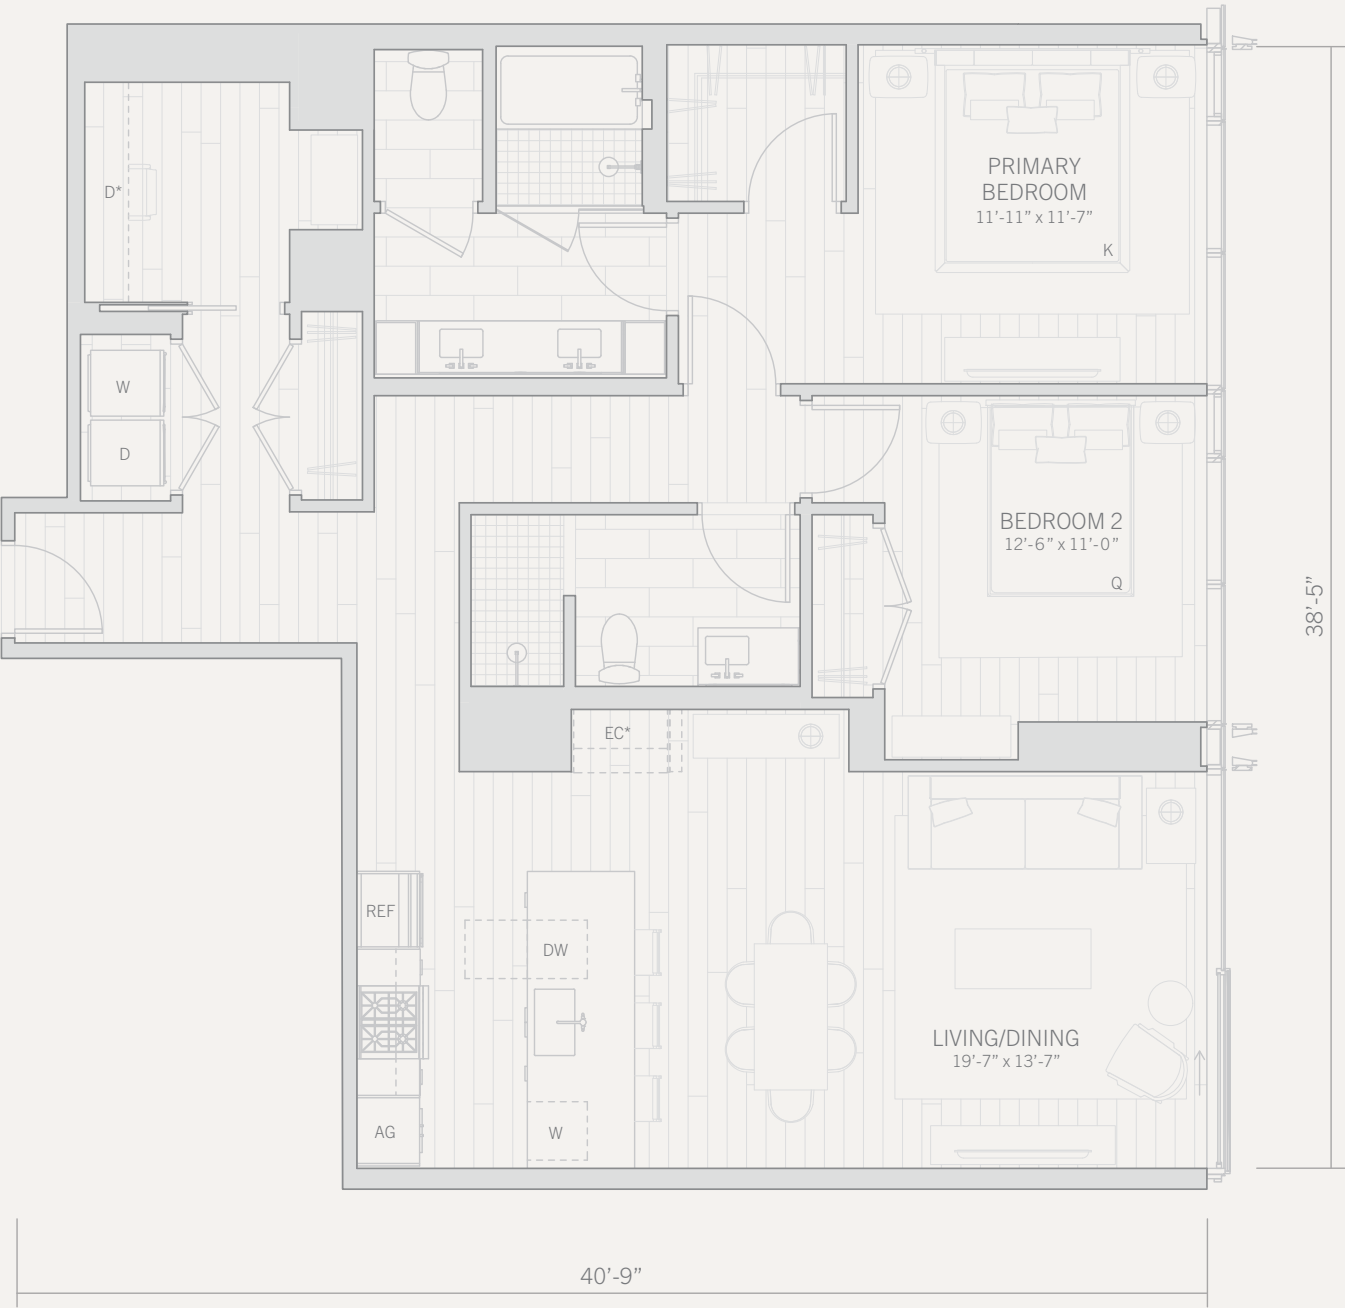 PRIMARY
BEDROOM
11’-11” x 11’-7”
K
D*
W
D
BEDROOM 2
12’-6” x 11’-0”
Q
38’-5”
EC*
REF
DW
LIVING/DINING
19’-7” x 13’-7”
AG
W
40’-9”